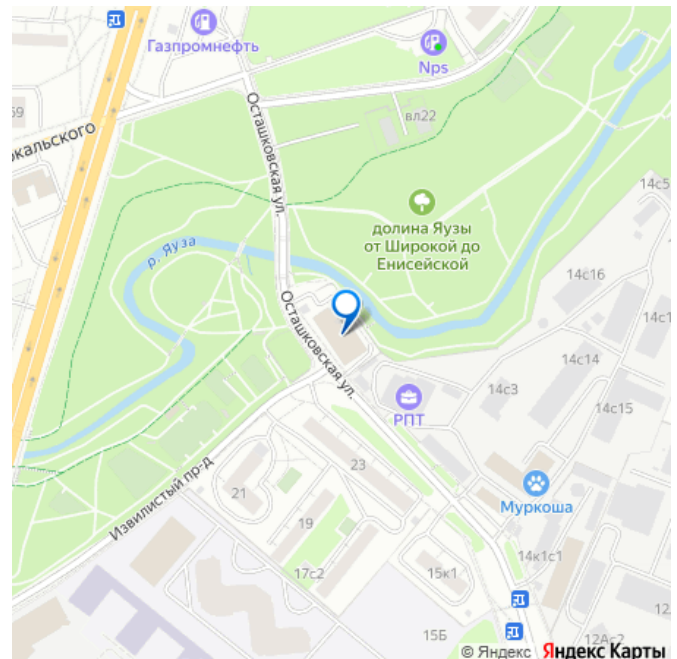 Газпромнефть
Nps
69
вл22
окальского
Осташковская ул.
14с5
долина Яузы
от Широкой до
Енисейской
р. Яуза
14с16
Осташковская ул.
14с1
14с14
14с3
14с15
РПТ
23
Извилистый пр-д
21
Муркоша
19
14к1с1
17с2
15к1
12
15Б
12Ас2
© Яндекс Яндекс Карты